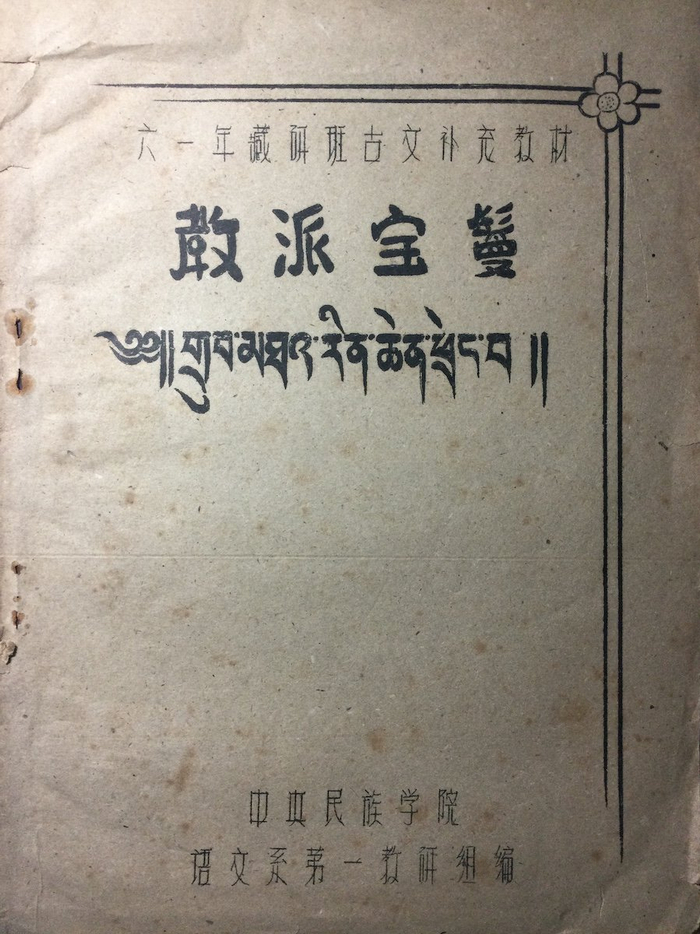 六一年藏研班古文补充教材
教派宝鬘
༄༅།།གྲུབ་མཐའ་རིན་ཆེན་ཕྲེང་བ།།
中央民族学院
语文系第一教研组编